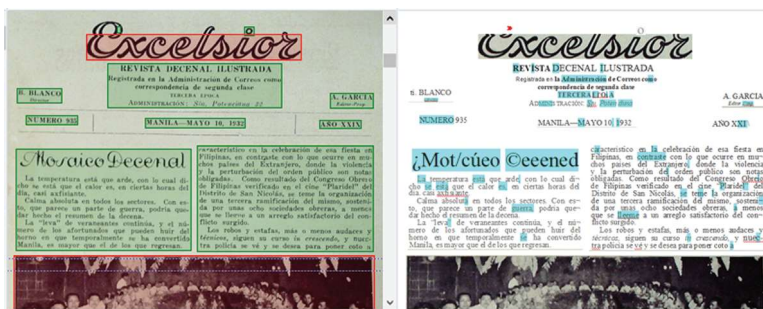 Excelsior
REVISTA DECENAL ILUSTRADA
Registrada en la Administración de Correos como
correspondencia de segunda clase
TERCERA EPOCA
ADMINISTRACIÓN: Sto. Potenciana 22
R. BLANCO
Director
A. GARCIA
Editor-Prop.
NUMERO 935
MANILA—MAYO 10, 1932
AÑO XXIX
Mosaico Decenal
La temperatura está que arde, con lo cual di-
cho se está que el calor es, en ciertas horas del
día, casi asfixiante.
Calma absoluta en todos los sectores. Con es-
to, que parece un parte de guerra, podría que-
dar hecho el resumen de la decena.
La "leva" de veraneantes continúa, y el nú-
mero de los afortunados que pueden huir del
horno en que temporalmente se ha convertido
Manila, es mayor que el de los que regresan.
característico en la celebración de esa fiesta en
Filipinas, en contraste con lo que ocurre en mu-
chos países del Extranjero, donde la violencia
y la perturbación del orden público son notas
obligadas. Como resultado del Congreso Obrero
de Filipinas verificado en el cine "Plaridel" del
Distrito de San Nicolás, se teme la organización
de una tercera ramificación del mismo, sosteni-
da por unas ocho sociedades obreras, a menos
que se lleve a un arreglo satisfactorio del con-
flicto surgido.
Los robos y estafas, más o menos audaces y
técnicos, siguen su curso in crescendo, y nues-
tra policía se vé y se desea para poner coto a
Excelsior
REVISTA DECENAL ILUSTRADA
Registrada en la Administración de Correos como
correspondencia de segunda clase
TERCERA EPOCA
ti. BLANCO
A. GARCIA
NUMERO 935
MANILA—MAYO 10, 1932
AÑO XXI
¿Mot/cúeo ©eeened
La temperatura está que arde, con lo cual di-
cho se está que el calor es, en ciertas horas del
día casi asfixiante.
Calma absoluta en todos los sectores. Con es-
to, que parece un parte de guerra, podría que-
dar hecho el resumen de la decena.
La "leva" de veraneantes continúa, y el nú-
mero de los afortunados que pueden huir del
horno en que temporalmente se ha convertido
Manila, es mayor que el de los que regresan.
característico en la celebración de esa fiesta en
Filipinas, en contraste con lo que ocurre en mu-
chos países del Extranjero, donde la violencia
y la perturbación del orden público son notas
obligadas. Como resultado del Congreso Obrero
de Filipinas verificado en el cine "Plaridel" del
Distrito de San Nicolás, se teme la organización
de una tercera ramificación del mismo, sosteni-
da por una ocho sociedades obreras, a menos
que se llegue a un arreglo satisfactorio del con-
flicto surgido.
Los robos y estafas, más o menos audaces y
técnicos, siguen su curso in crescendo, y nues-
tra policía se vé y se desea para poner coto a